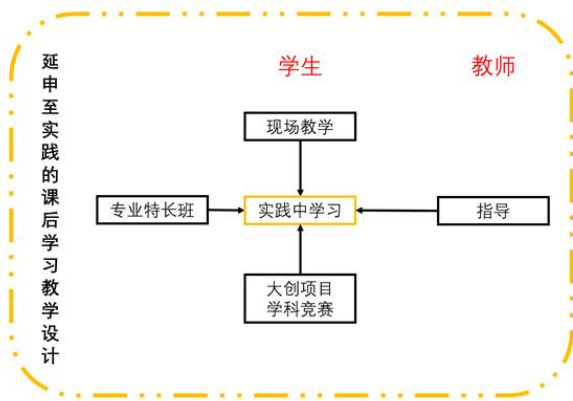 延申至实践的课后学习教学设计
学生
教师
现场教学
专业特长班
实践中学习
指导
大创项目
学科竞赛